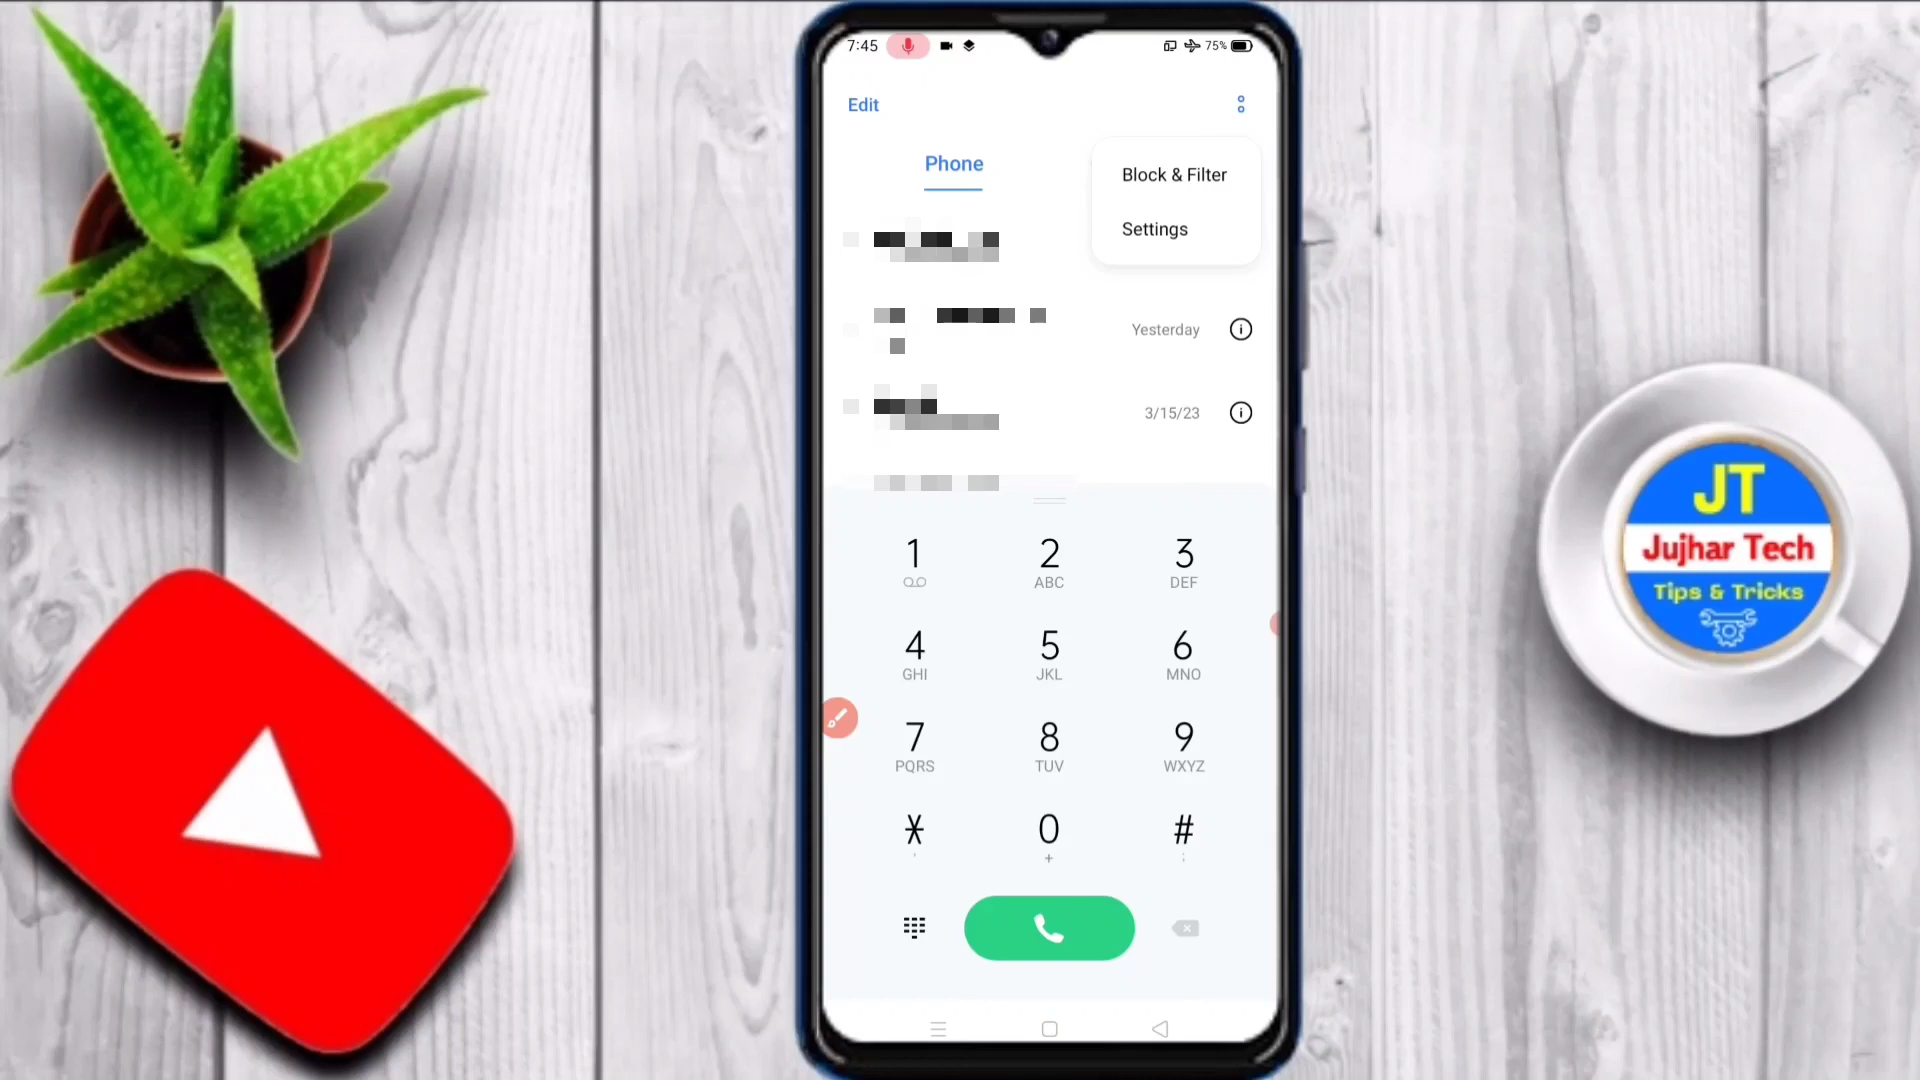 7:45
75%
Edit
Phone
Block & Filter
Settings
Yesterday
3/15/23
1
2
ABC
3
DEF
4
GHI
5
JKL
6
MNO
7
PQRS
8
TUV
9
WXYZ
*
,
0
+
#
;
JT
Jujhar Tech
Tips & Tricks